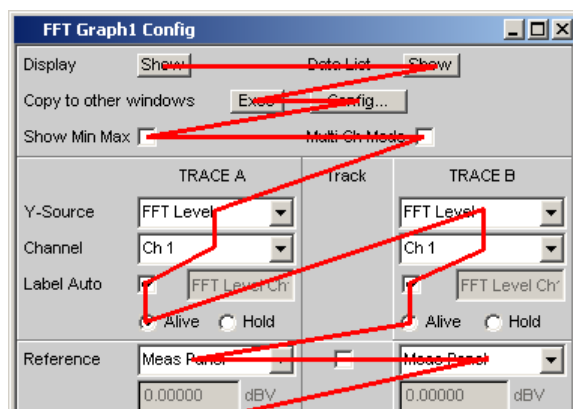 FFT Graph1 Config
Display Show Data List Show
Copy to other windows Exec Config...
Show Min Max Multi Ch Mode
TRACE A Track TRACE B
Y-Source FFT Level FFT Level
Channel Ch 1 Ch 1
Label Auto FFT Level Ch FFT Level Ch
Alive Hold Alive Hold
Reference Meas Panel Meas Panel
0.00000 dBV 0.00000 dBV